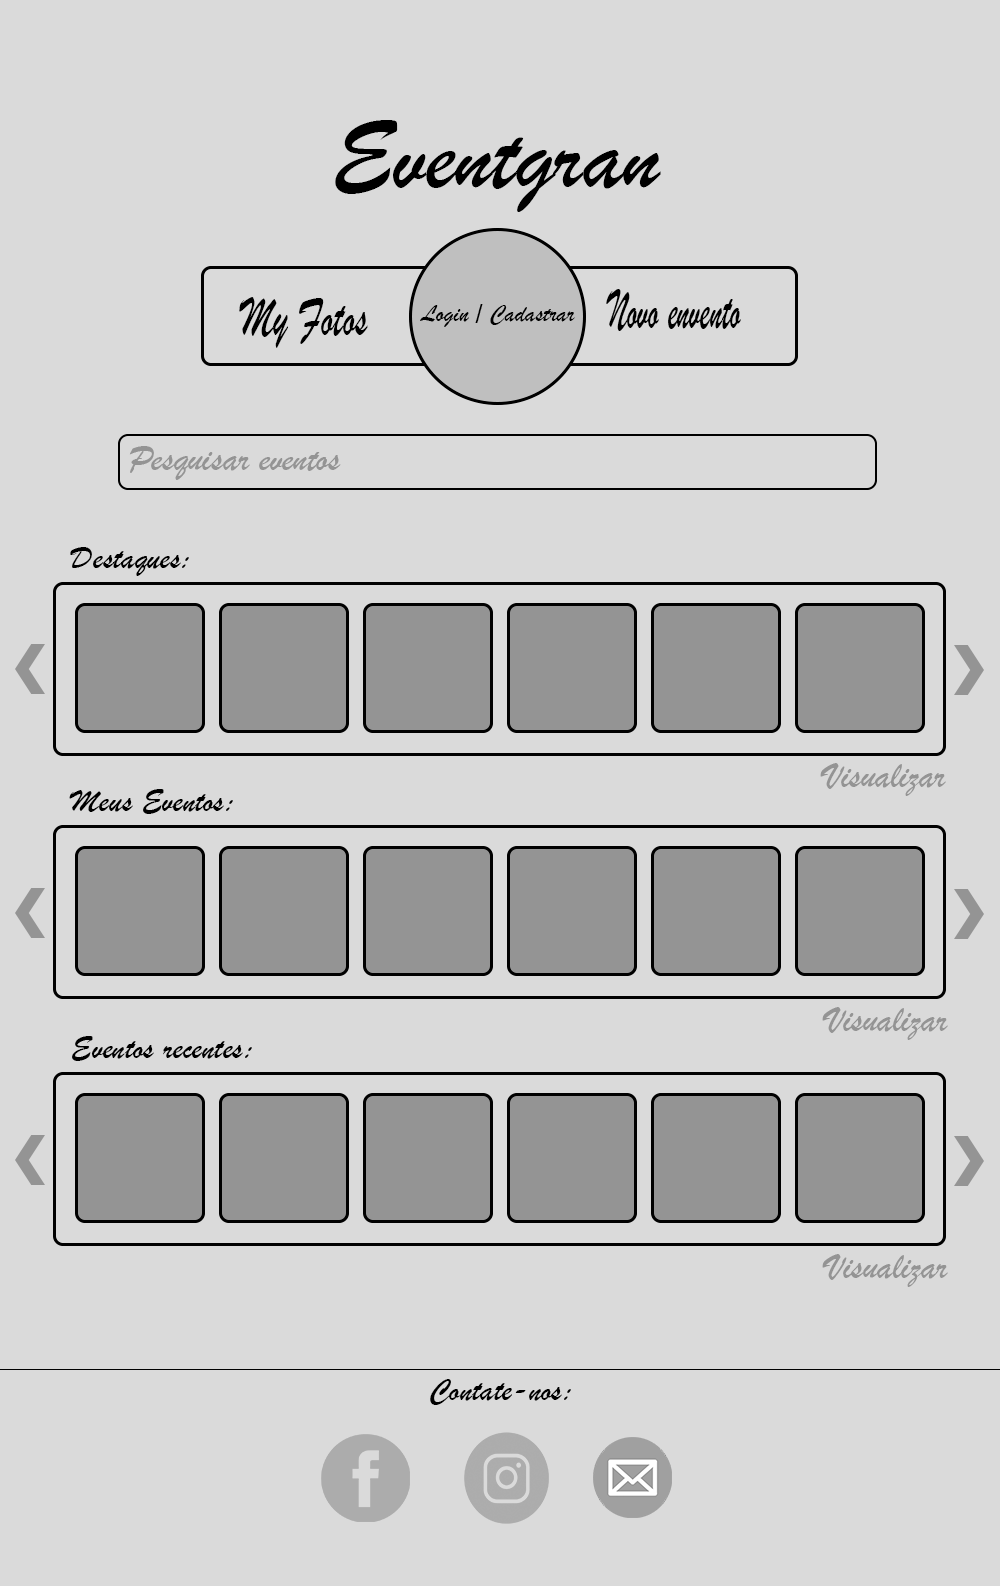 Eventgran
My Fotos
Login | Cadastrar
Novo envento
Pesquisar eventos
Destaques:
Visualizar
Meus Eventos:
Visualizar
Eventos recentes:
Visualizar
Contate-nos: